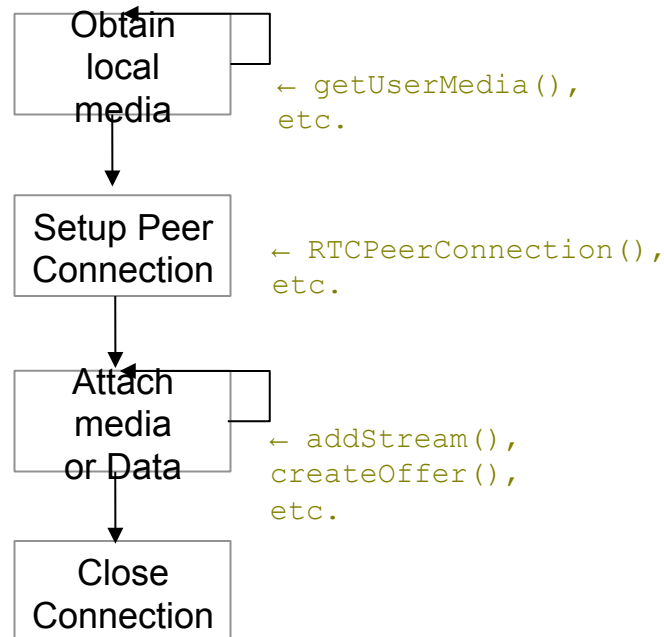 Obtain
local
media
← getUserMedia(),
etc.
Setup Peer
Connection
← RTCPeerConnection(),
etc.
Attach
media
or Data
← addStream(),
createOffer(),
etc.
Close
Connection